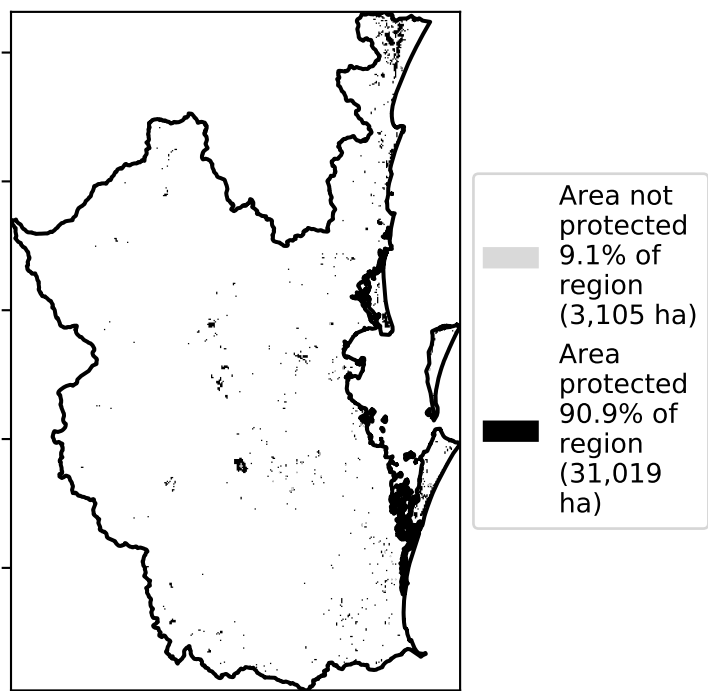 Area not
protected
9.1% of
region
(3,105 ha)
Area
protected
90.9% of
region
(31,019
ha)